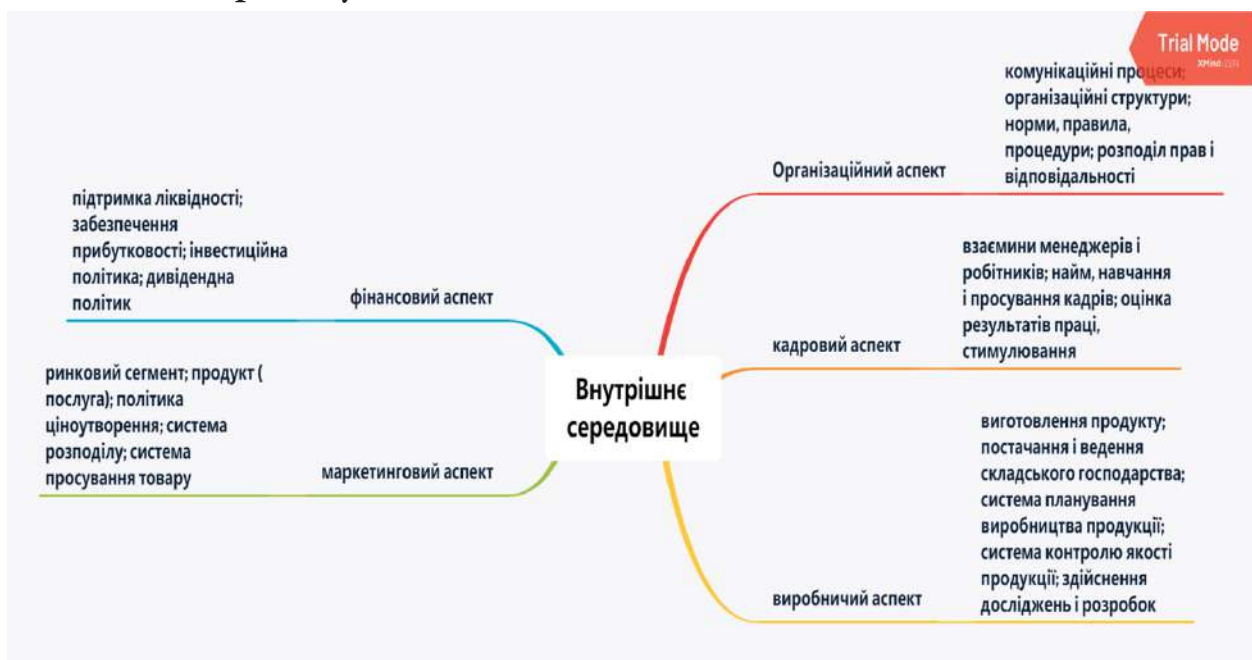 Trial Mode
XMind
комунікаційні процеси;
організаційні структури;
норми, правила,
процедури; розподіл прав і
відповідальності
Організаційний аспект
взаємини менеджерів і
робітників; найм, навчання
і просування кадрів; оцінка
результатів праці,
стимулювання
кадровий аспект
виготовлення продукту;
постачання і ведення
складського господарства;
система планування
виробництва продукції;
система контролю якості
продукції; здійснення
досліджень і розробок
виробничий аспект
Внутрішнє
середовище
підтримка ліквідності;
забезпечення
прибутковості; інвестиційна
політика; дивідендна
політик
фінансовий аспект
ринковий сегмент; продукт (
послуга); політика
ціноутворення; система
розподілу; система
просування товару
маркетинговий аспект